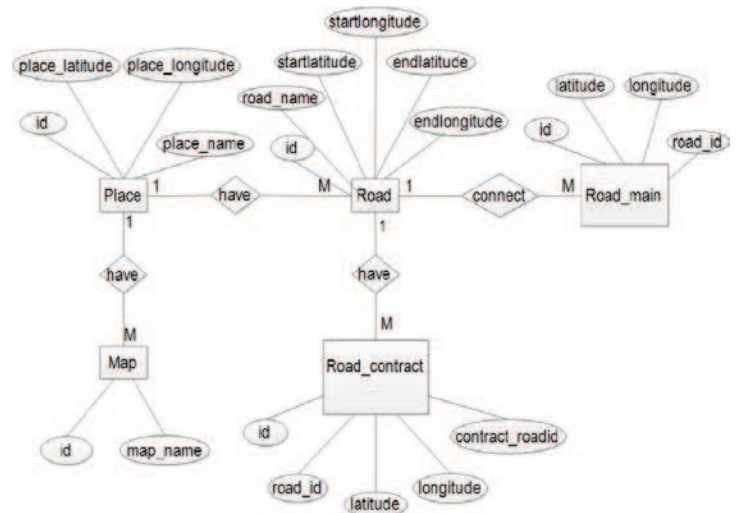 startlongitude
place_latitude
place_longitude
startlatitude
endlatitude
latitude
longitude
road_name
id
endlongitude
id
road_id
place_name
id
Place
1
have
M
Road
1
connect
M
Road_main
1
1
have
have
M
M
Map
Road_contract
id
map_name
id
contract_roadid
road_id
latitude
longitude